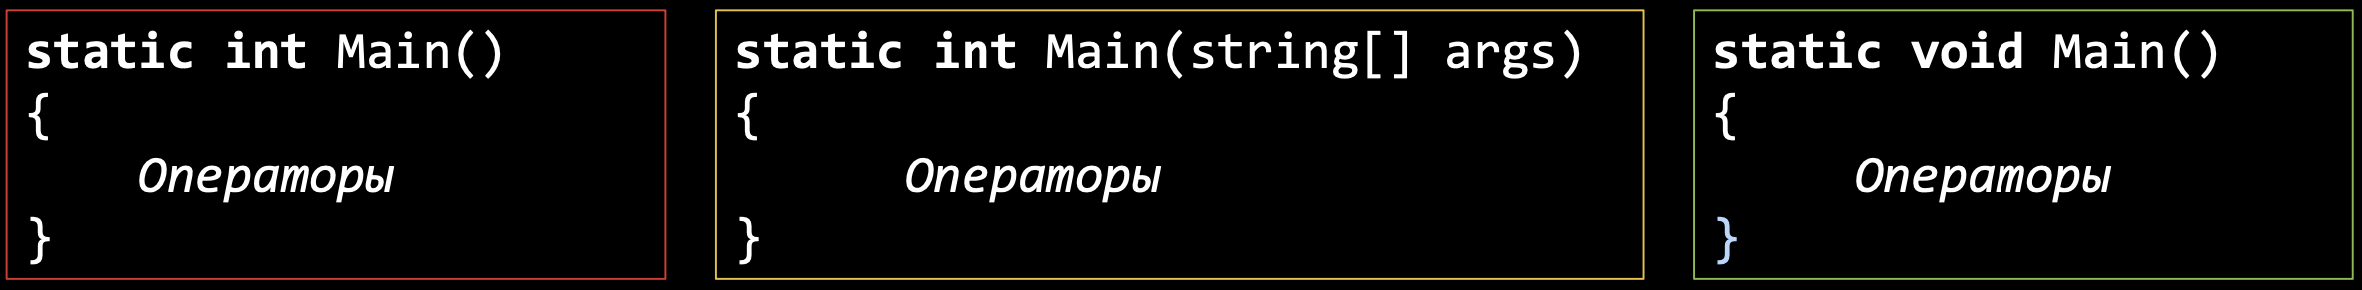 static int Main()
{
Операторы
}
static int Main(string[] args)
{
Операторы
}
static void Main()
{
Операторы
}